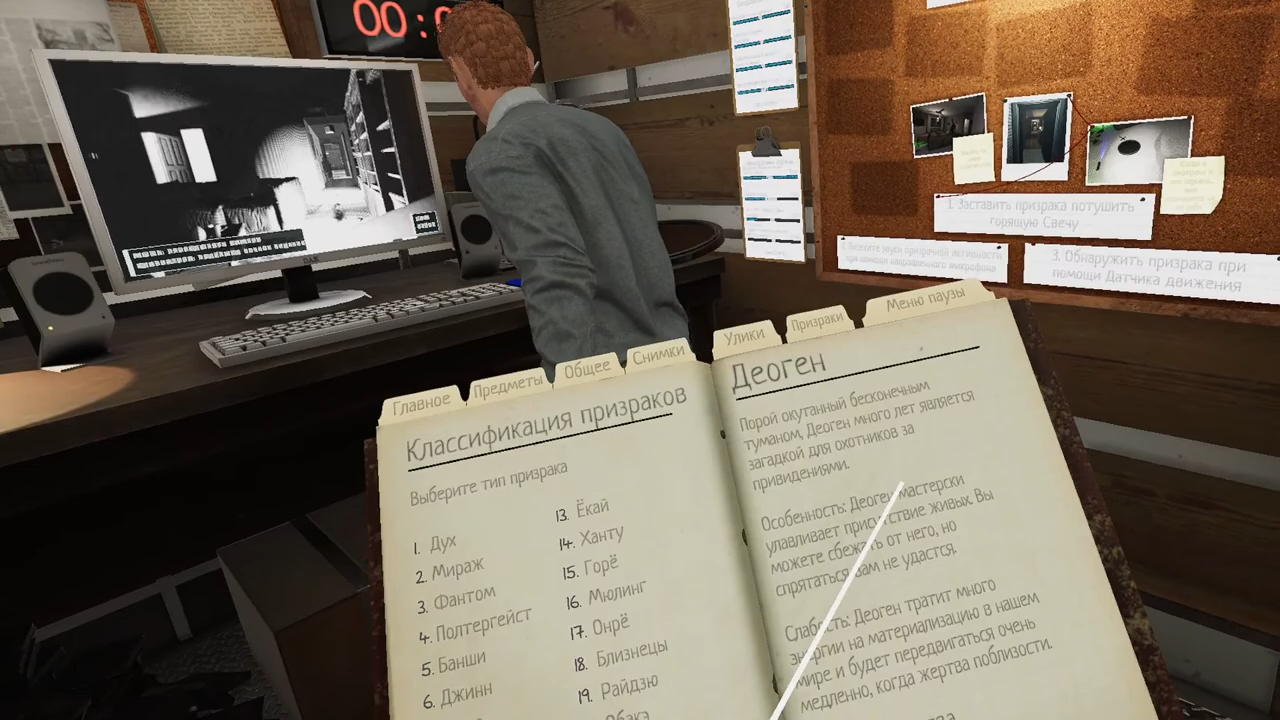 00:0
1. Заставить призрака потушить
горящую Свечу
3. Обнаружить призрака при
помощи Датчика движения
Главное
Предметы
Общее
Снимки
Улики
Призраки
Меню паузы
Классификация призраков
Выберите тип призрака
1. Дух
2. Мираж
3. Фантом
4. Полтергейст
5. Банши
6. Джинн
13. Ёкай
14. Ханту
15. Горё
16. Мюлинг
17. Онрё
18. Близнецы
19. Райдзю
Обакэ
Деоген
Порой окутанный бесконечным
туманом, Деоген много лет является
загадкой для охотников за
привидениями.
Особенность: Деоген мастерски
улавливает присутствие живых. Вы
можете сбежать от него, но
спрятаться вам не удастся.
Слабость: Деоген тратит много
энергии на материализацию в нашем
мире и будет передвигаться очень
медленно, когда жертва поблизости.